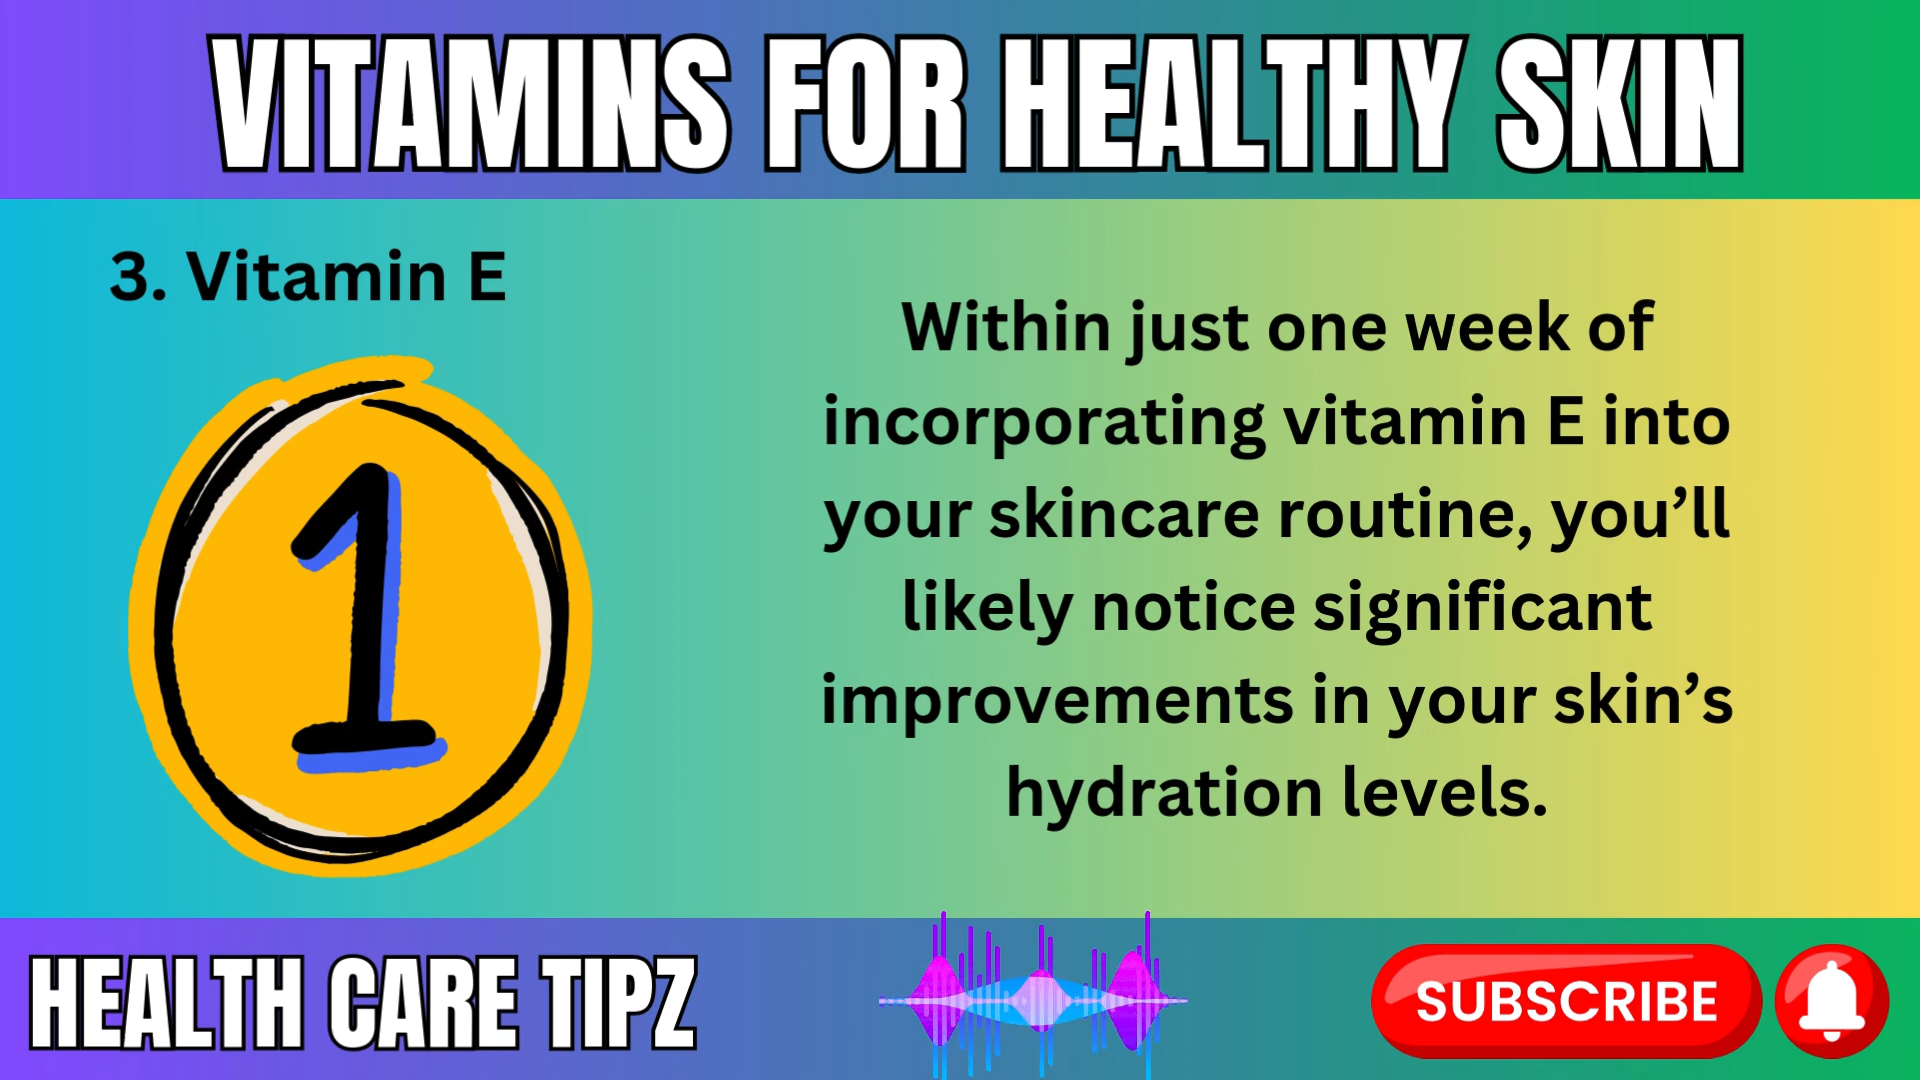 VITAMINS FOR HEALTHY SKIN
3. Vitamin E
1
Within just one week of
incorporating vitamin E into
your skincare routine, you’ll
likely notice significant
improvements in your skin’s
hydration levels.
HEALTH CARE TIPZ
SUBSCRIBE